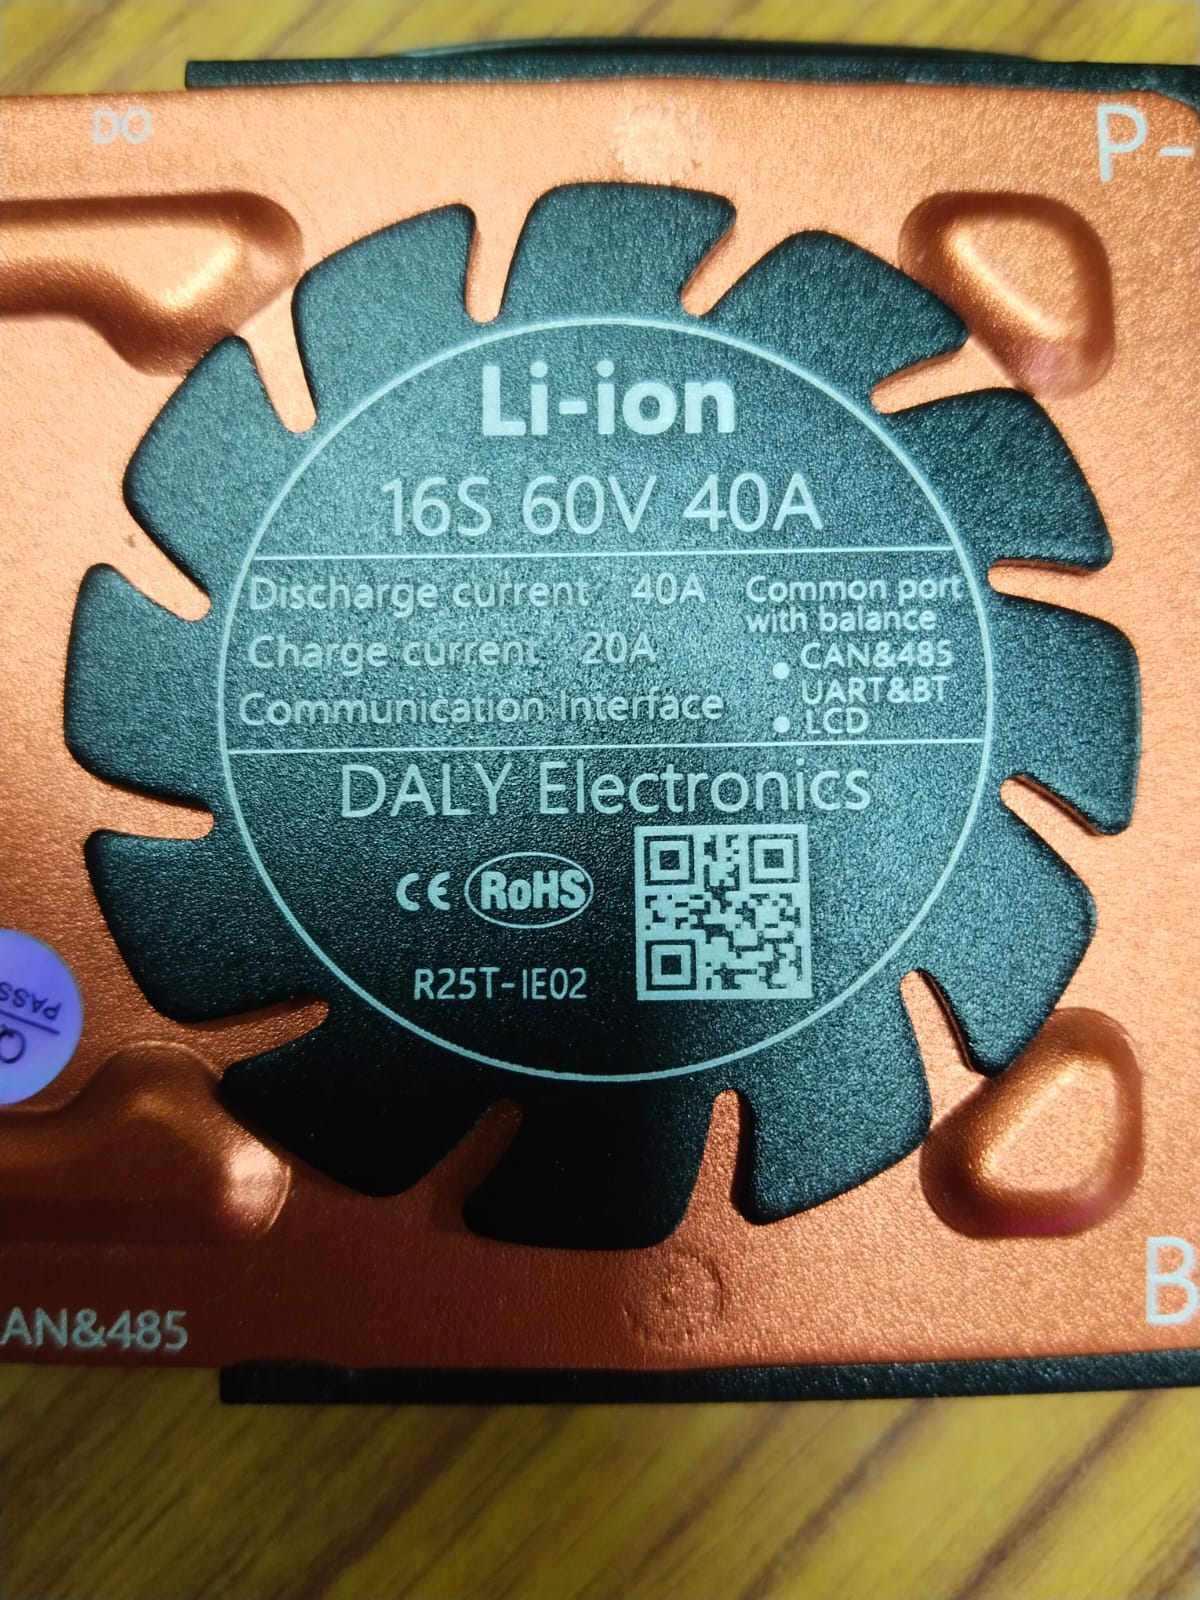 DO
P-
Li-ion
16S 60V 40A
Discharge current 40A
Charge current 20A
Communication Interface
Common port
with balance
• CAN&485
UART&BT
• LCD
DALY Electronics
CE RoHS
R25T-IE02
Q
PASS
B
AN&485